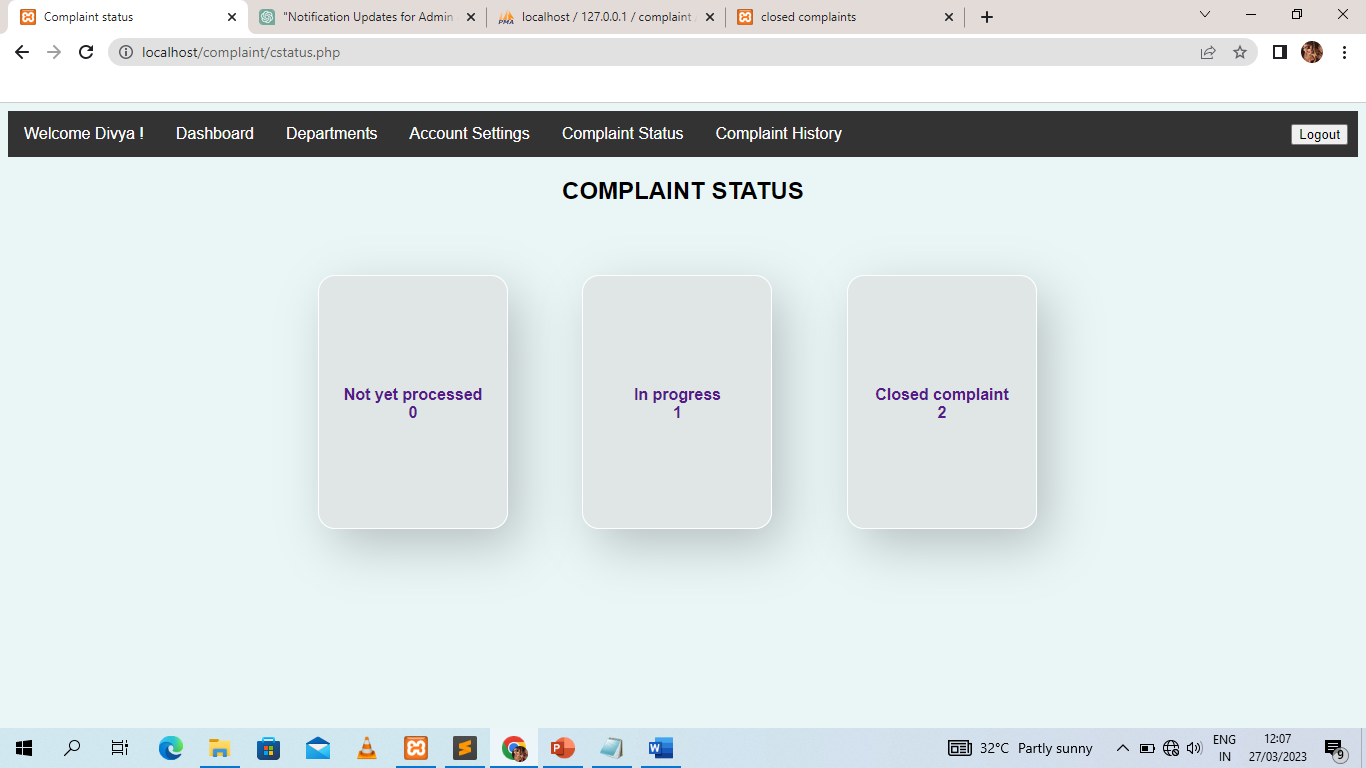 Complaint status
"Notification Updates for Admin
PMA
localhost / 127.0.0.1 / complaint
closed complaints
localhost/complaint/cstatus.php
Welcome Divya !
Dashboard
Departments
Account Settings
Complaint Status
Complaint History
Logout
COMPLAINT STATUS
Not yet processed
0
In progress
1
Closed complaint
2
32°C Partly sunny
ENG
IN
12:07
27/03/2023
9